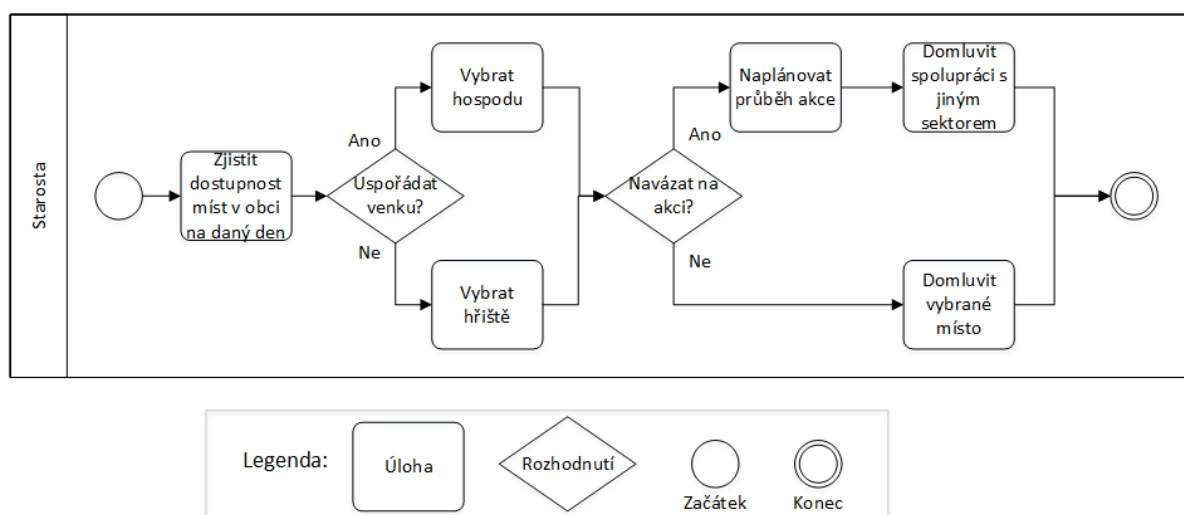 Starosta
Zjistit
dostupnost
míst v obci
na daný den
Uspořádat
venku?
Ano
Ne
Vybrat
hospodu
Vybrat
hřiště
Navázat na
akci?
Ano
Ne
Naplánovat
průběh akce
Domluvit
spolupráci s
jiným
sektorem
Domluvit
vybrané
místo
Legenda:
Úloha
Rozhodnutí
Začátek
Konec